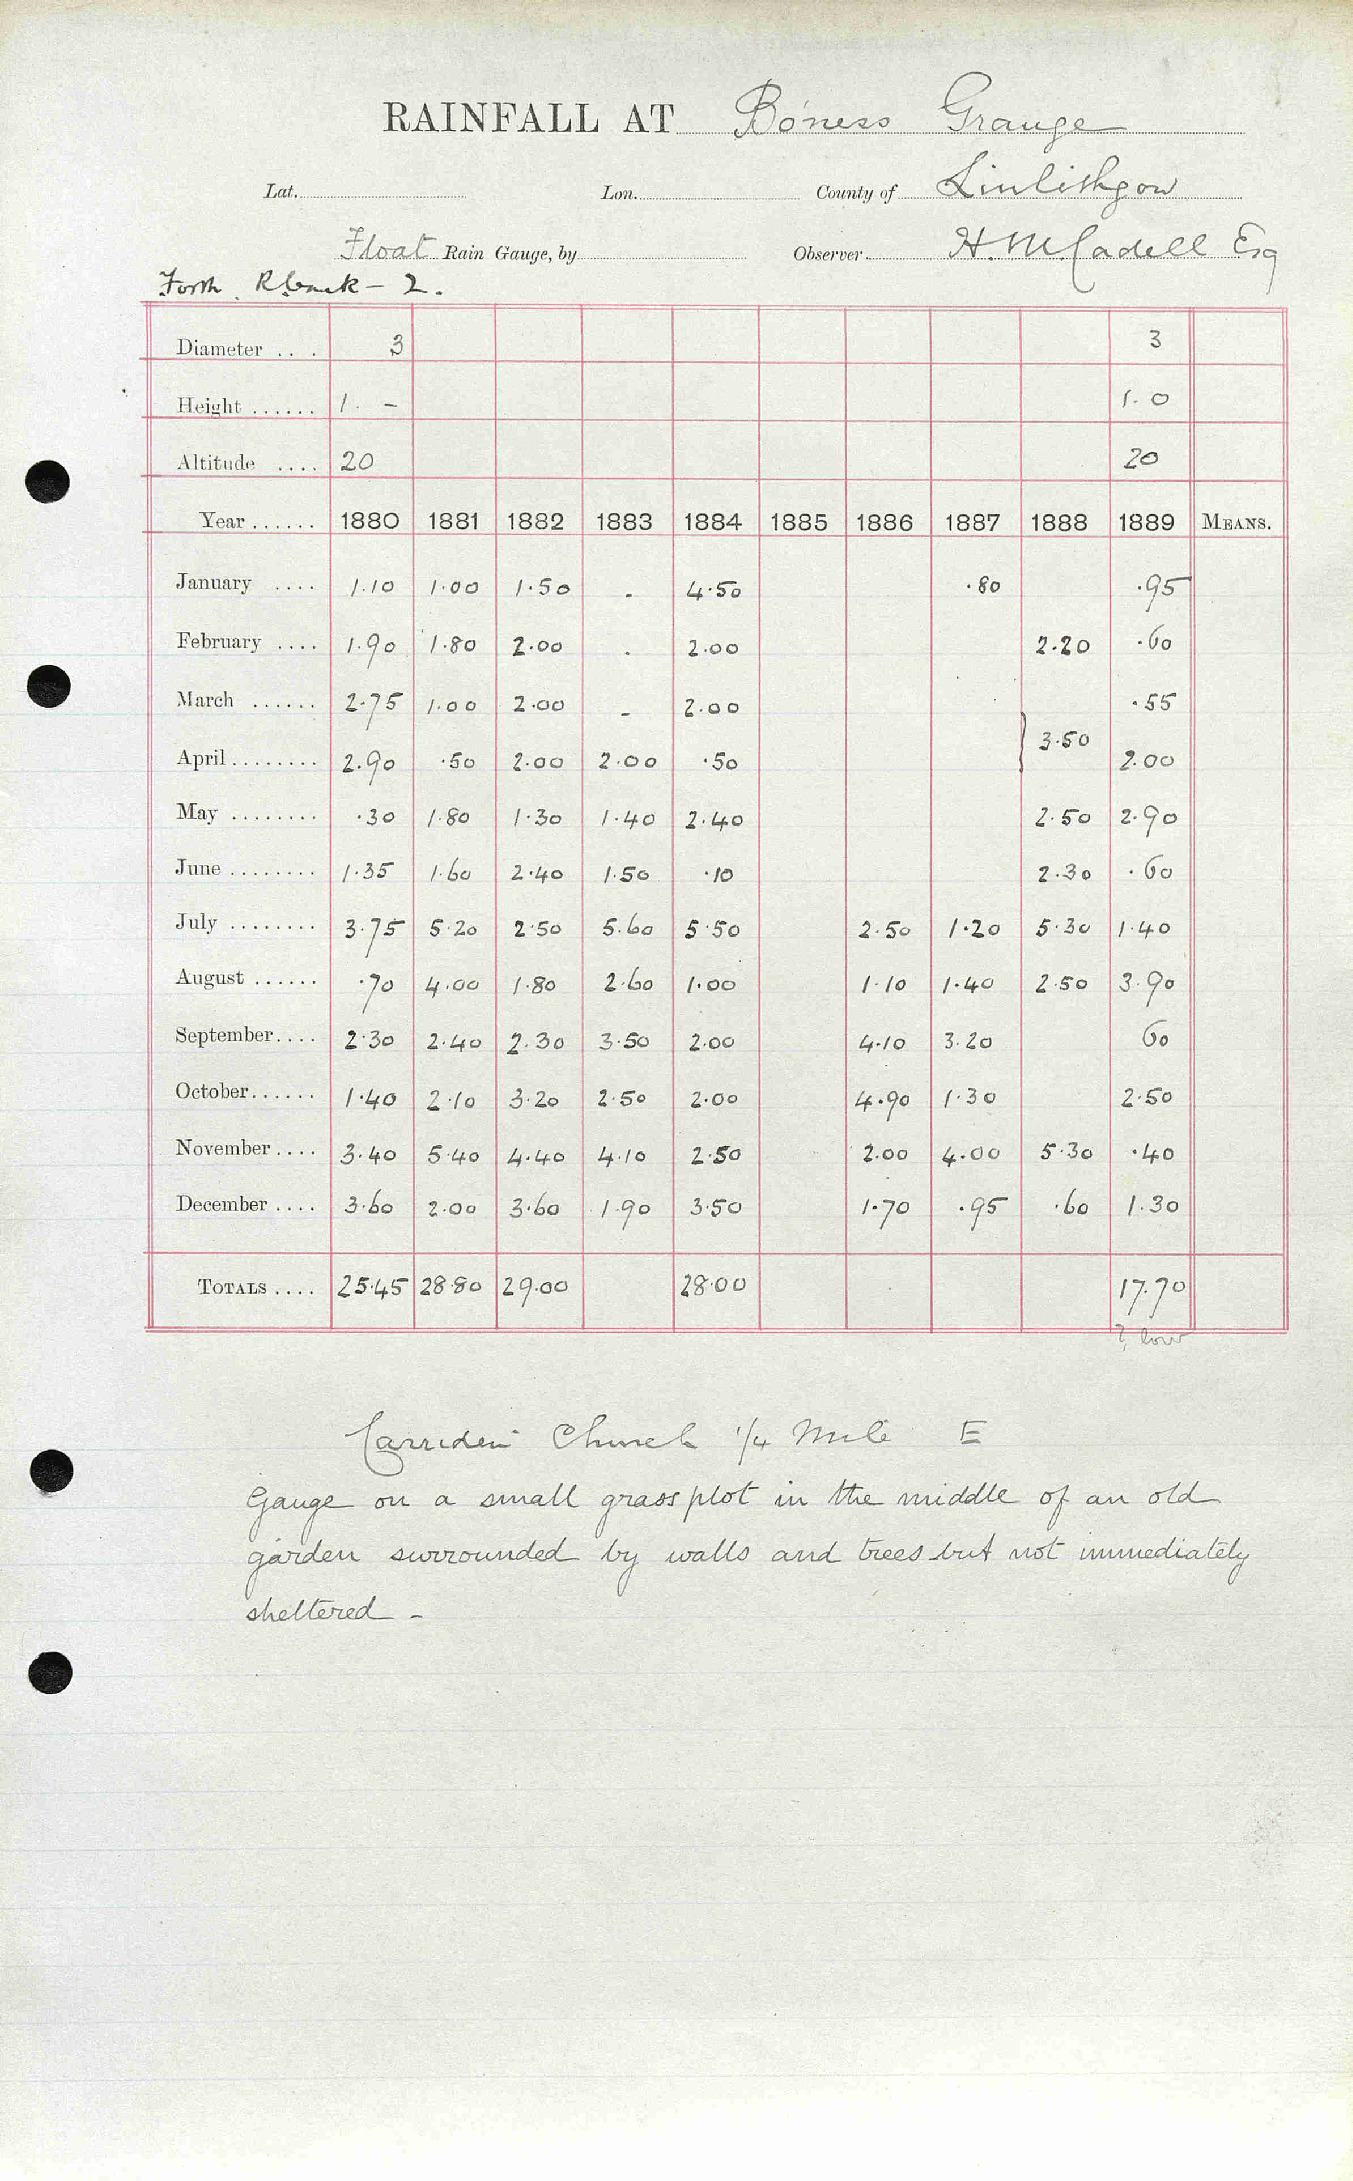 RAINFALL AT Bo'ness Grange
Lat. Lon. County of Linlithgow
Float Rain Gauge, by Observer H. M Cadell Esq
Forth R. bank - 2.
Diameter .... 3 3
Height ...... 1. - 1. 0
Altitude .... 20 20
Year ...... 1880 1881 1882 1883 1884 1885 1886 1887 1888 1889 MEANS.
January .... 1.10 1.00 1.50 - 4.50 .80 .95
February .... 1.90 1.80 2.00 - 2.00 2.20 .60
March ...... 2.75 1.00 2.00 - 2.00 .55
} 3.50
April ........ 2.90 .50 2.00 2.00 .50 2.00
May ........ .30 1.80 1.30 1.40 2.40 2.50 2.90
June ........ 1.35 1.60 2.40 1.50 .10 2.30 .60
July ........ 3.75 5.20 2.50 5.60 5.50 2.50 1.20 5.30 1.40
August ...... .70 4.00 1.80 2.60 1.00 1.10 1.40 2.50 3.90
September .... 2.30 2.40 2.30 3.50 2.00 4.10 3.20 60
October ...... 1.40 2.10 3.20 2.50 2.00 4.90 1.30 2.50
November .... 3.40 5.40 4.40 4.10 2.50 2.00 4.00 5.30 .40
December .... 3.60 2.00 3.60 1.90 3.50 1.70 .95 .60 1.30
TOTALS .... 25.45 28.80 29.00 28.00 17.70
? low
Carriden Church 1/4 Mile E
Gauge on a small grass plot in the middle of an old
garden surrounded by walls and trees but not immediately
sheltered -